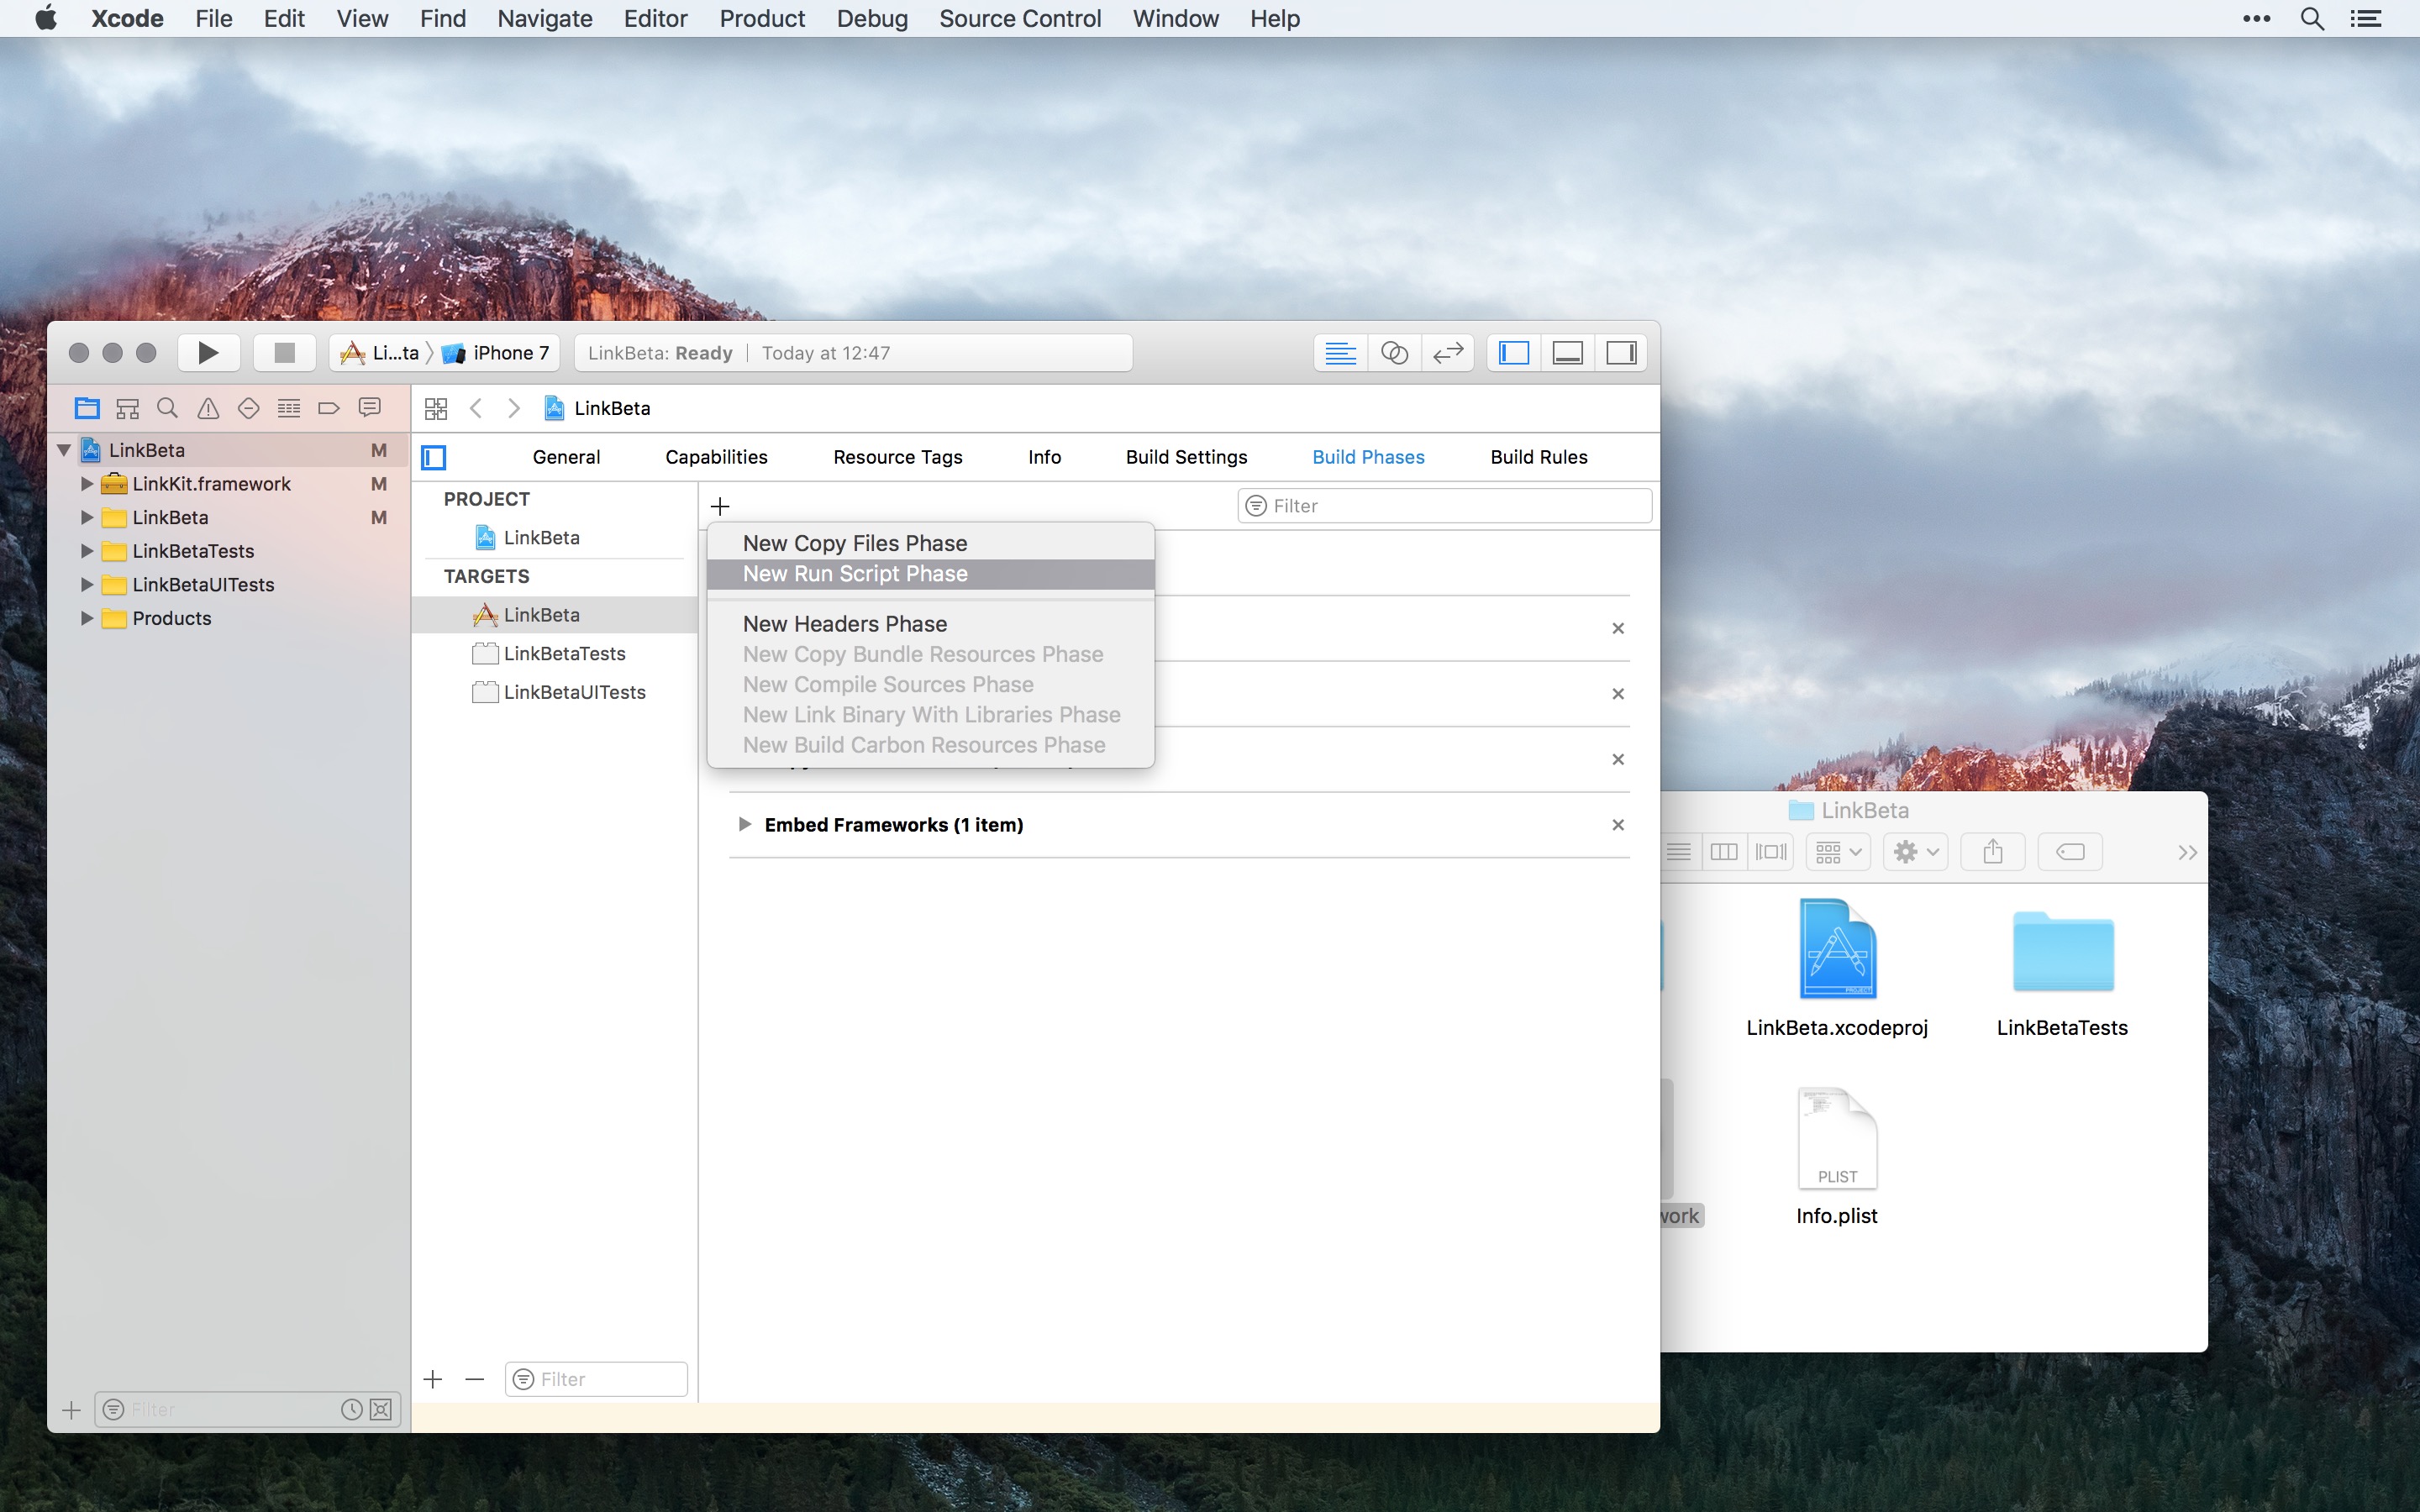 Xcode File Edit View Find Navigate Editor Product Debug Source Control Window Help
Li...ta iPhone 7 LinkBeta: Ready | Today at 12:47
LinkBeta
LinkBeta M
LinkKit.framework M
LinkBeta M
LinkBetaTests
LinkBetaUITests
Products
Filter
General Capabilities Resource Tags Info Build Settings Build Phases Build Rules
PROJECT
LinkBeta
TARGETS
LinkBeta
LinkBetaTests
LinkBetaUITests
Filter
Filter
New Copy Files Phase
New Run Script Phase
New Headers Phase
New Copy Bundle Resources Phase
New Compile Sources Phase
New Link Binary With Libraries Phase
New Build Carbon Resources Phase
Embed Frameworks (1 item)
LinkBeta
PROJECT
LinkBeta.xcodeproj
LinkBetaTests
work
PLIST
Info.plist